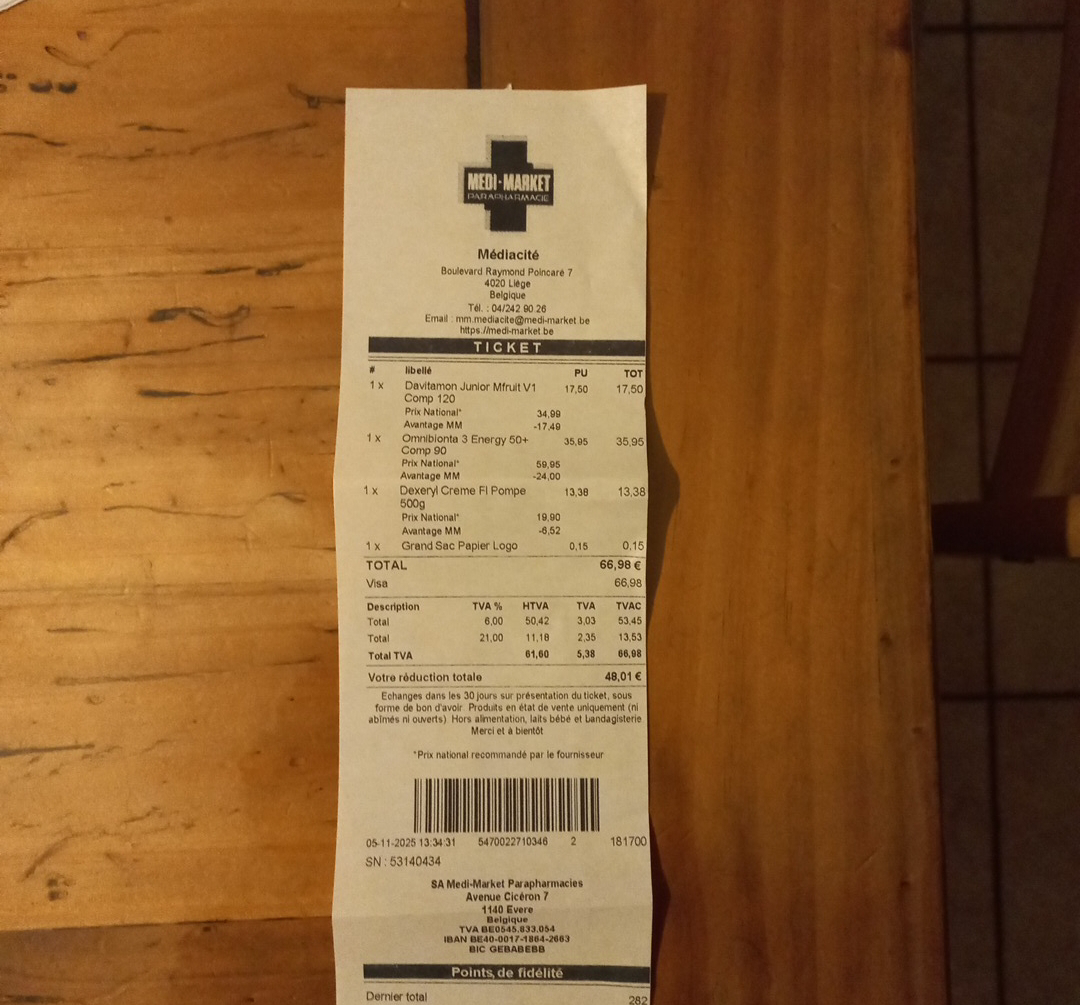 MEDI-MARKET
PARAPHARMACIE
Médiacité
Boulevard Raymond Poincaré 7
4020 Liège
Belgique
Tél. : 04/242 90 26
Email : mm.mediacite@medi-market.be
https://medi-market.be
TICKET
# libellé PU TOT
1 x Davitamon Junior Mfruit V1 17,50 17,50
Comp 120
Prix National* 34,99
Avantage MM -17,49
1 x Omnibionta 3 Energy 50+ 35,95 35,95
Comp 90
Prix National* 59,95
Avantage MM -24,00
1 x Dexeryl Creme Fl Pompe 13,38 13,38
500g
Prix National* 19,90
Avantage MM -6,52
1 x Grand Sac Papier Logo 0,15 0,15
TOTAL 66,98 €
Visa 66,98
Description TVA % HTVA TVA TVAC
Total 6,00 50,42 3,03 53,45
Total 21,00 11,18 2,35 13,53
Total TVA 61,60 5,38 66,98
Votre réduction totale 48,01 €
Echanges dans les 30 jours sur présentation du ticket, sous
forme de bon d'avoir. Produits en état de vente uniquement (ni
abîmés ni ouverts). Hors alimentation, laits bébé et bandagisterie
Merci et à bientôt
*Prix national recommandé par le fournisseur
05-11-2025 13:34:31 5470022710346 2 181700
SN : 53140434
SA Medi-Market Parapharmacies
Avenue Cicéron 7
1140 Evere
Belgique
TVA BE0545.833.054
IBAN BE40-0017-1864-2663
BIC GEBABEBB
Points de fidélité
Dernier total 282